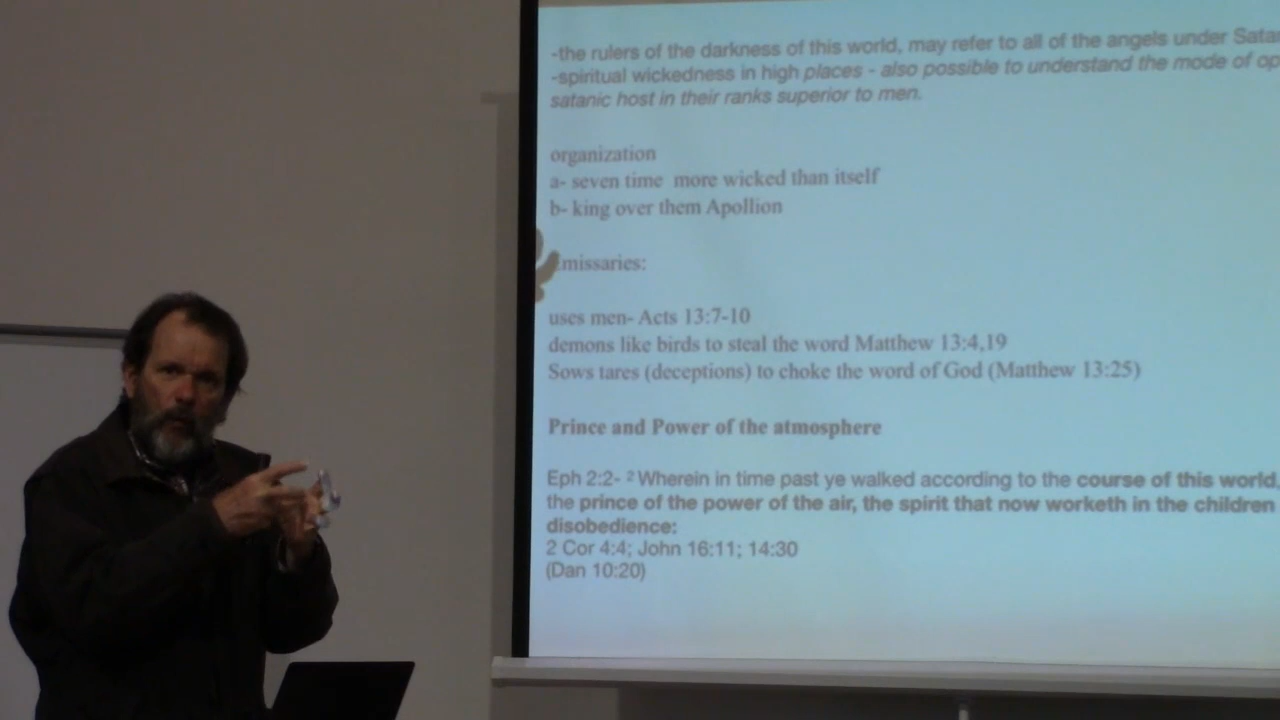 -the rulers of the darkness of this world, may refer to all of the angels under
-spiritual wickedness in high places - also possible to understand the mode of
satanic host in their ranks superior to men.
organization
a- seven time more wicked than itself
b- king over them Apollion
missaries:
uses men- Acts 13:7-10
demons like birds to steal the word Matthew 13:4,19
Sows tares (deceptions) to choke the word of God (Matthew 13:25)
Prince and Power of the atmosphere
Eph 2:2- ² Wherein in time past ye walked according to the course of this world,
the prince of the power of the air, the spirit that now worketh in the children
disobedience:
2 Cor 4:4; John 16:11; 14:30
(Dan 10:20)